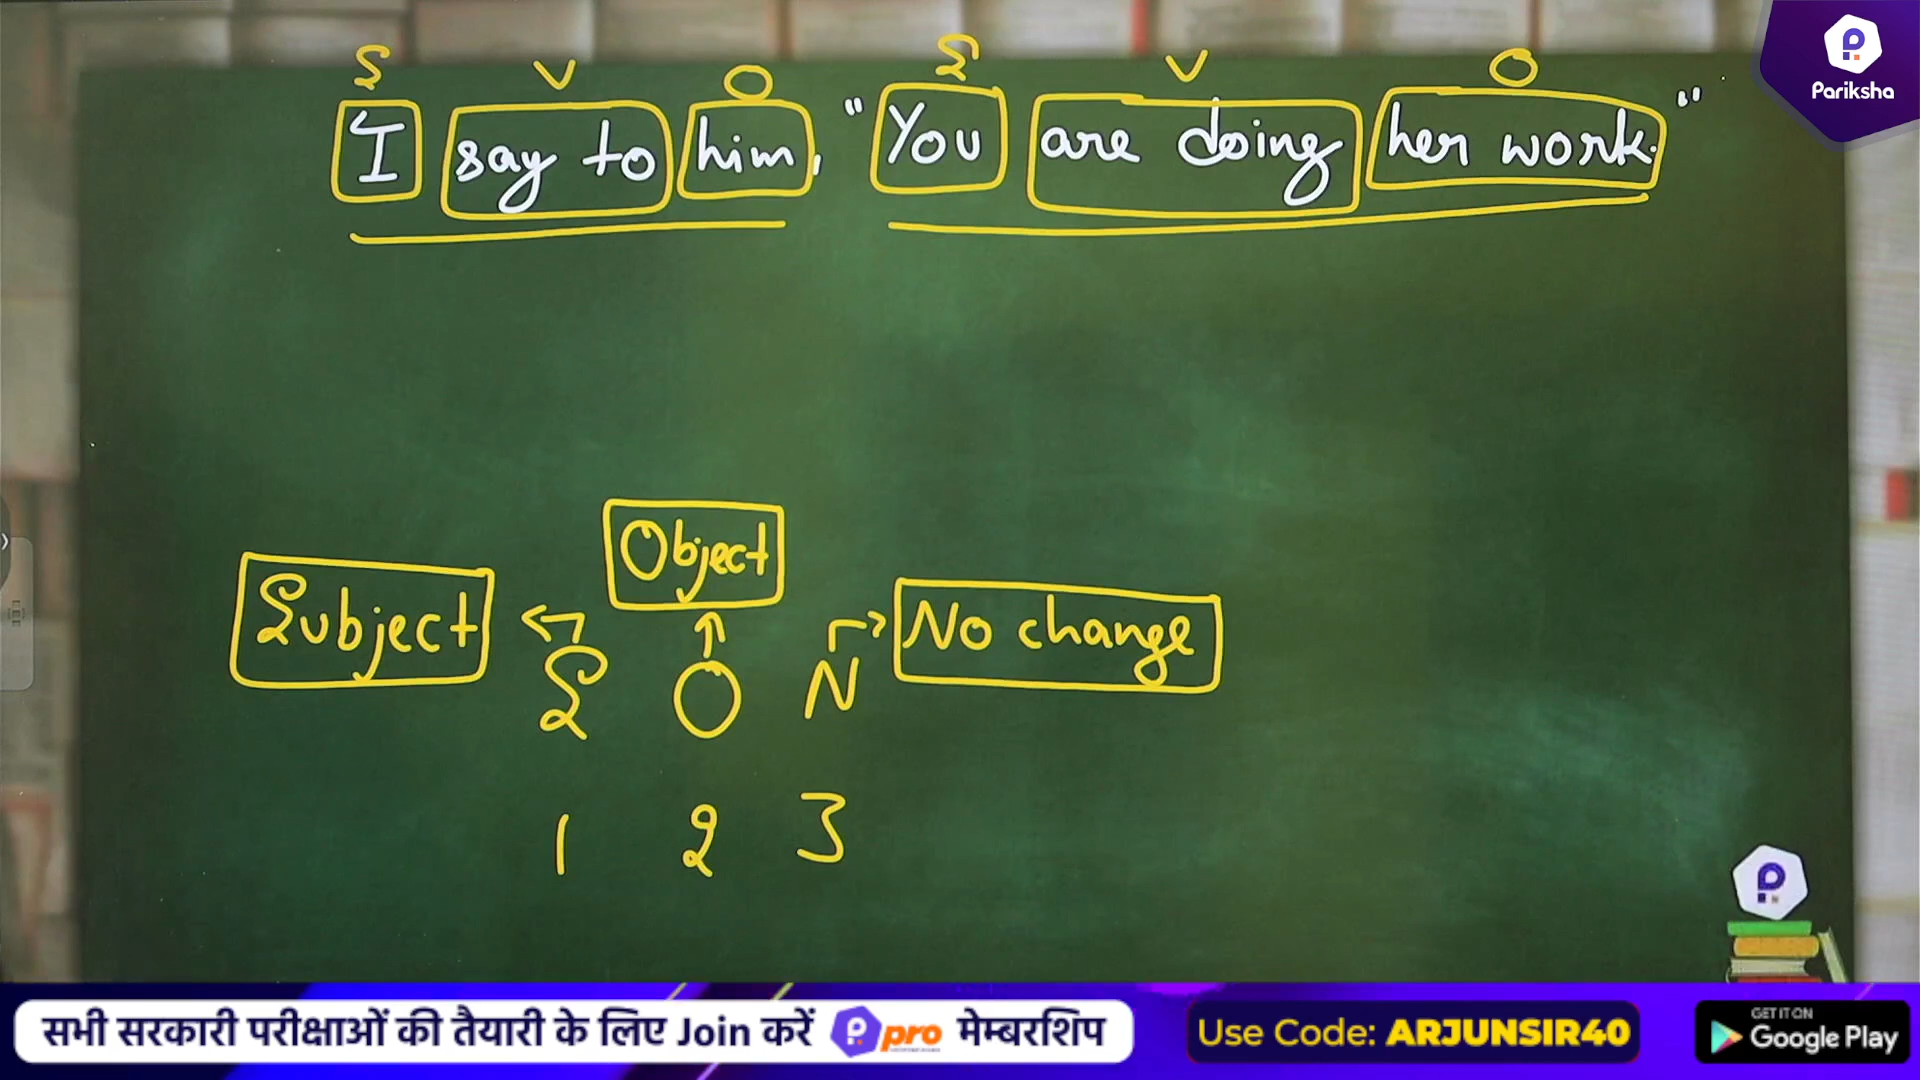 S V O S V O
I say to him, "You are doing her work."
Pariksha
Object
Subject No change
S O N
1 2 3
सभी सरकारी परीक्षाओं की तैयारी के लिए Join करें pro मेम्बरशिप
Use Code: ARJUNSIR40
GET IT ON
Google Play